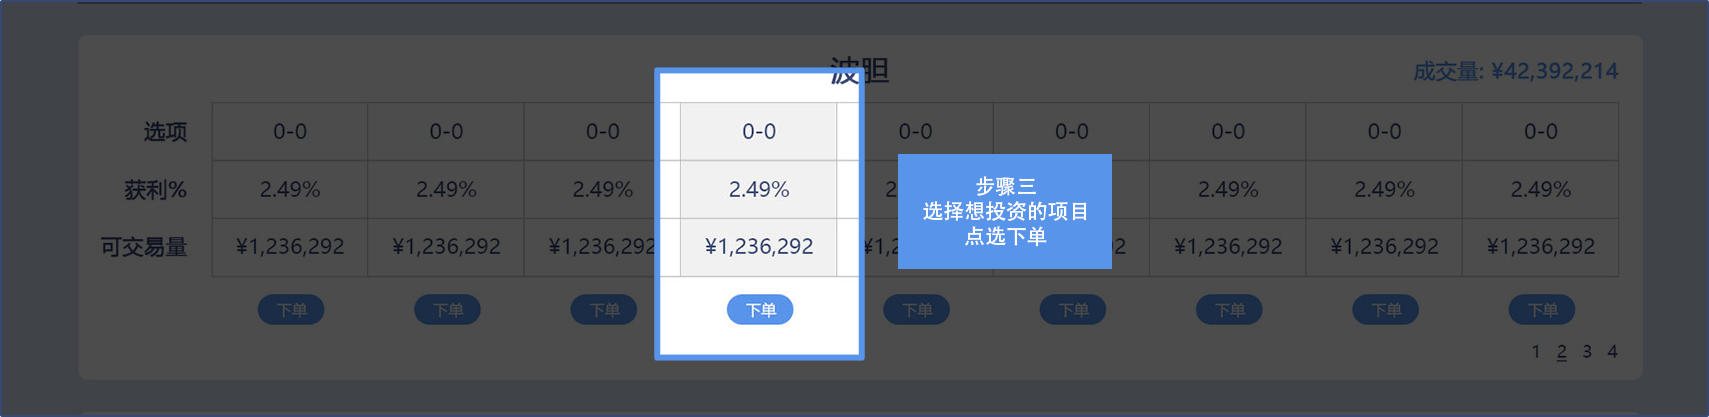 波胆
成交量: ¥42,392,214
选项 0-0 0-0 0-0 0-0 0-0 0-0 0-0 0-0 0-0
获利% 2.49% 2.49% 2.49% 2.49% 2 2.49% 2.49% 2.49%
可交易量 ¥1,236,292 ¥1,236,292 ¥1,236,292 ¥1,236,292 ¥1,2 2 ¥1,236,292 ¥1,236,292 ¥1,236,292
步骤三
选择想投资的项目
点选下单
下单 下单 下单 下单 下单 下单 下单 下单 下单
1 2 3 4